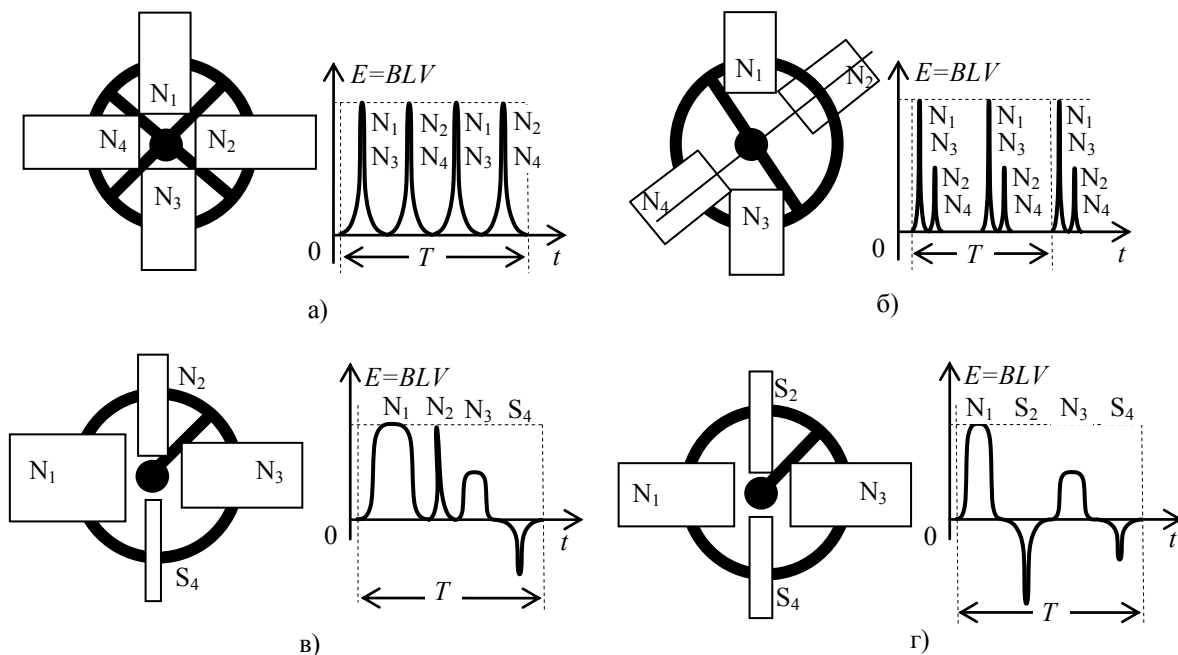 N₁
N₄ N₂
N₃
E=BLV
N₁ N₂ N₁ N₂
N₃ N₄ N₃ N₄
0
T
t
а)
N₁
N₂
N₄
N₃
E=BLV
N₁ N₁ N₁
N₃ N₃ N₃
N₂ N₂ N₂
N₄ N₄ N₄
0
T
t
б)
N₂
N₁
N₃
S₄
E=BLV
N₁ N₂ N₃ S₄
0
t
T
в)
S₂
N₁
N₃
S₄
E=BLV
N₁ S₂ N₃ S₄
0
t
T
г)